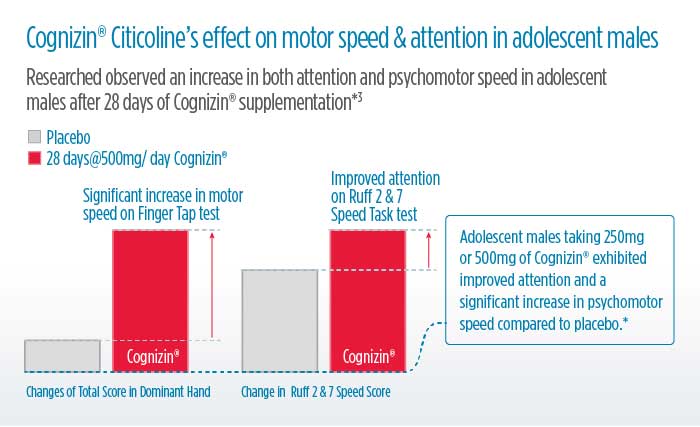 Cognizin® Citicoline's effect on motor speed & attention in adolescent males
Researched observed an increase in both attention and psychomotor speed in adolescent
males after 28 days of Cognizin® supplementation*3
Placebo
28 days@500mg/ day Cognizin®
Significant increase in motor
speed on Finger Tap test
Improved attention
on Ruff 2 & 7
Speed Task test
Cognizin®
Cognizin®
Changes of Total Score in Dominant Hand
Change in Ruff 2 & 7 Speed Score
Adolescent males taking 250mg
or 500mg of Cognizin® exhibited
improved attention and a
significant increase in psychomotor
speed compared to placebo.*